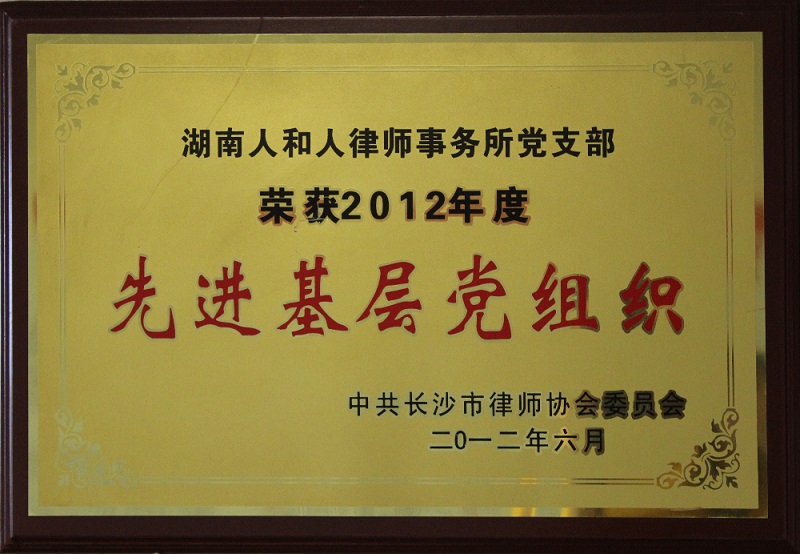 湖南人和人律师事务所党支部
荣获2012年度
先进基层党组织
中共长沙市律师协会委员会
二0一二年六月